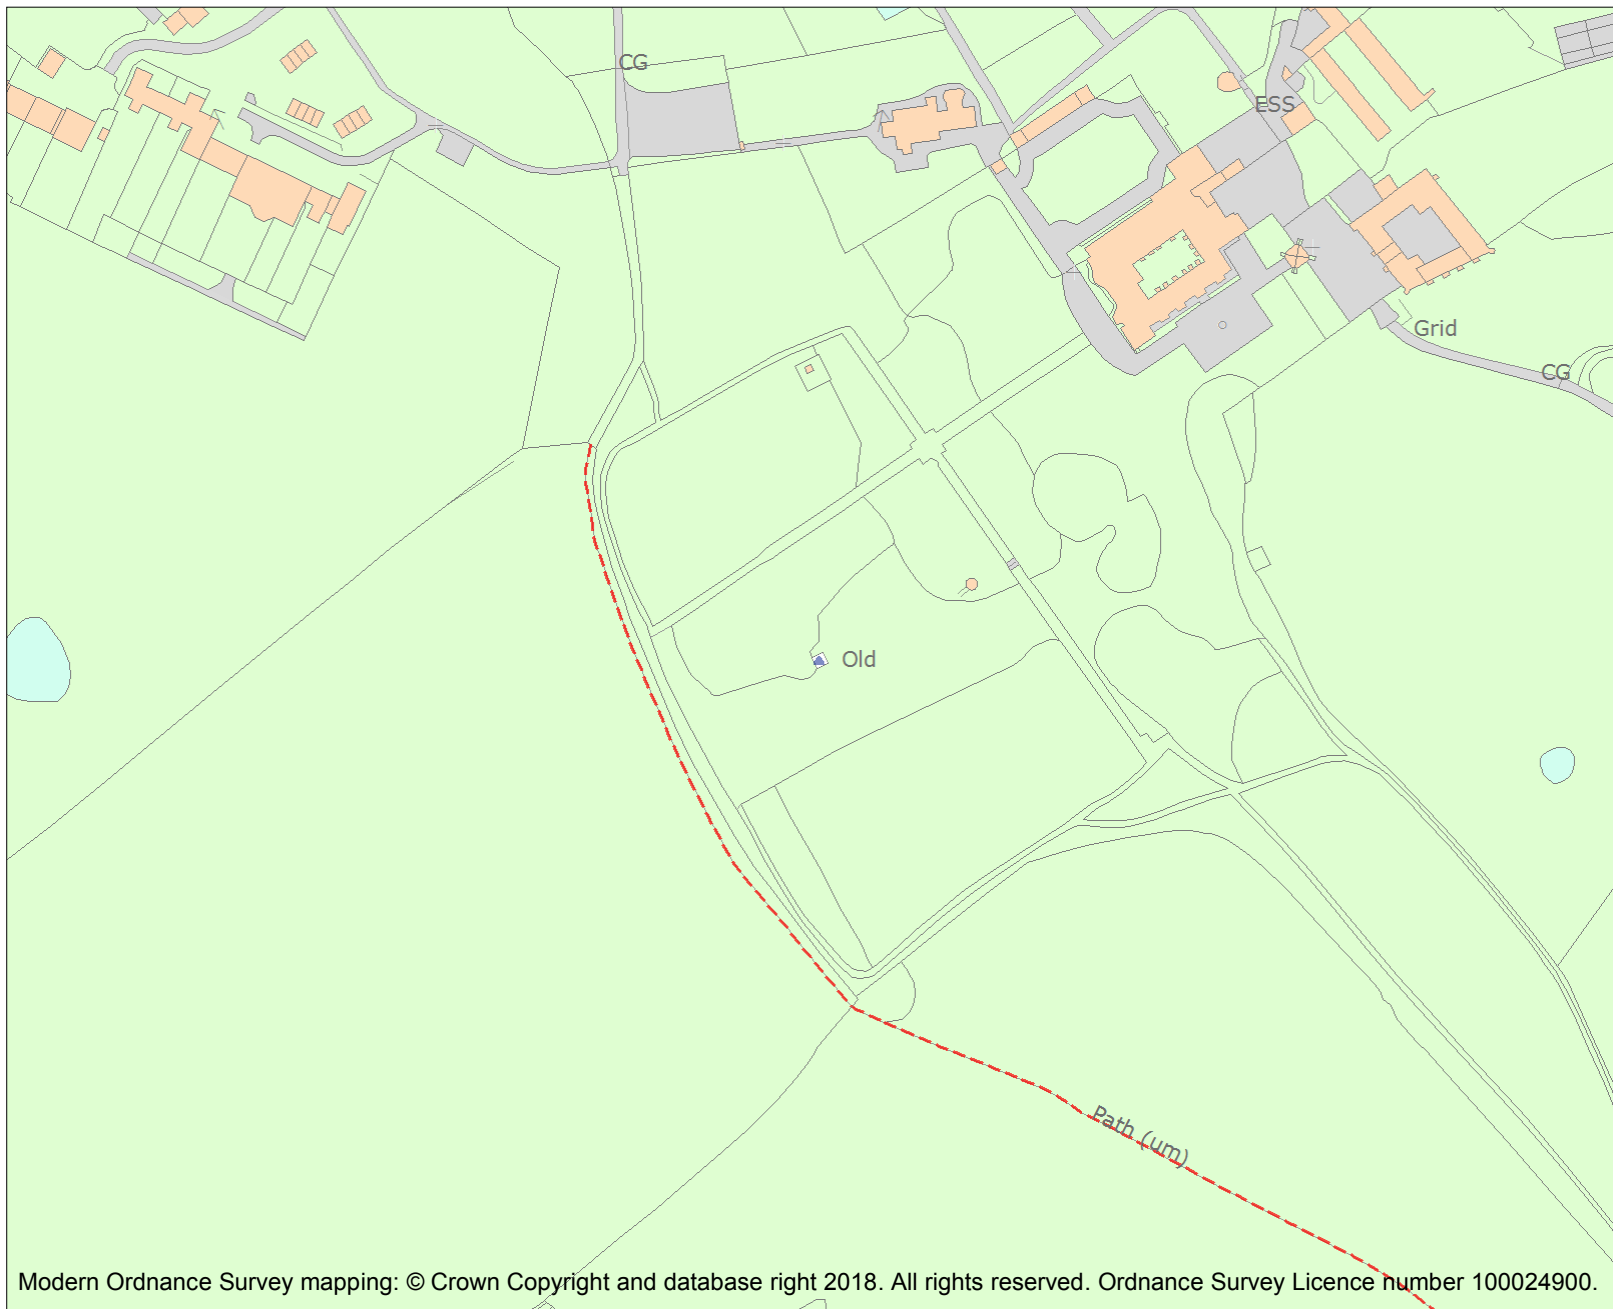 CG
ESS
Grid
CG
Old
Path (um)
Modern Ordnance Survey mapping: © Crown Copyright and database right 2018. All rights reserved. Ordnance Survey Licence number 100024900.